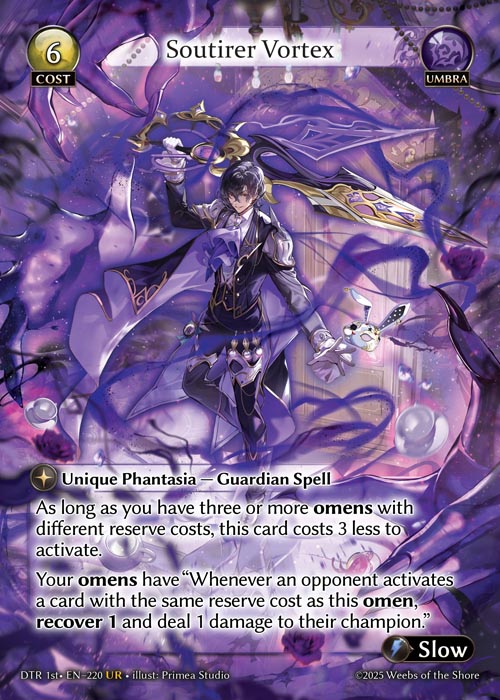 6
COST
Soutirer Vortex
UMBRA
Unique Phantasia — Guardian Spell
As long as you have three or more omens with
different reserve costs, this card costs 3 less to
activate.
Your omens have “Whenever an opponent activates
a card with the same reserve cost as this omen,
recover 1 and deal 1 damage to their champion.”
Slow
DTR 1st • EN–220 UR • illust: Primea Studio
©2025 Weebs of the Shore